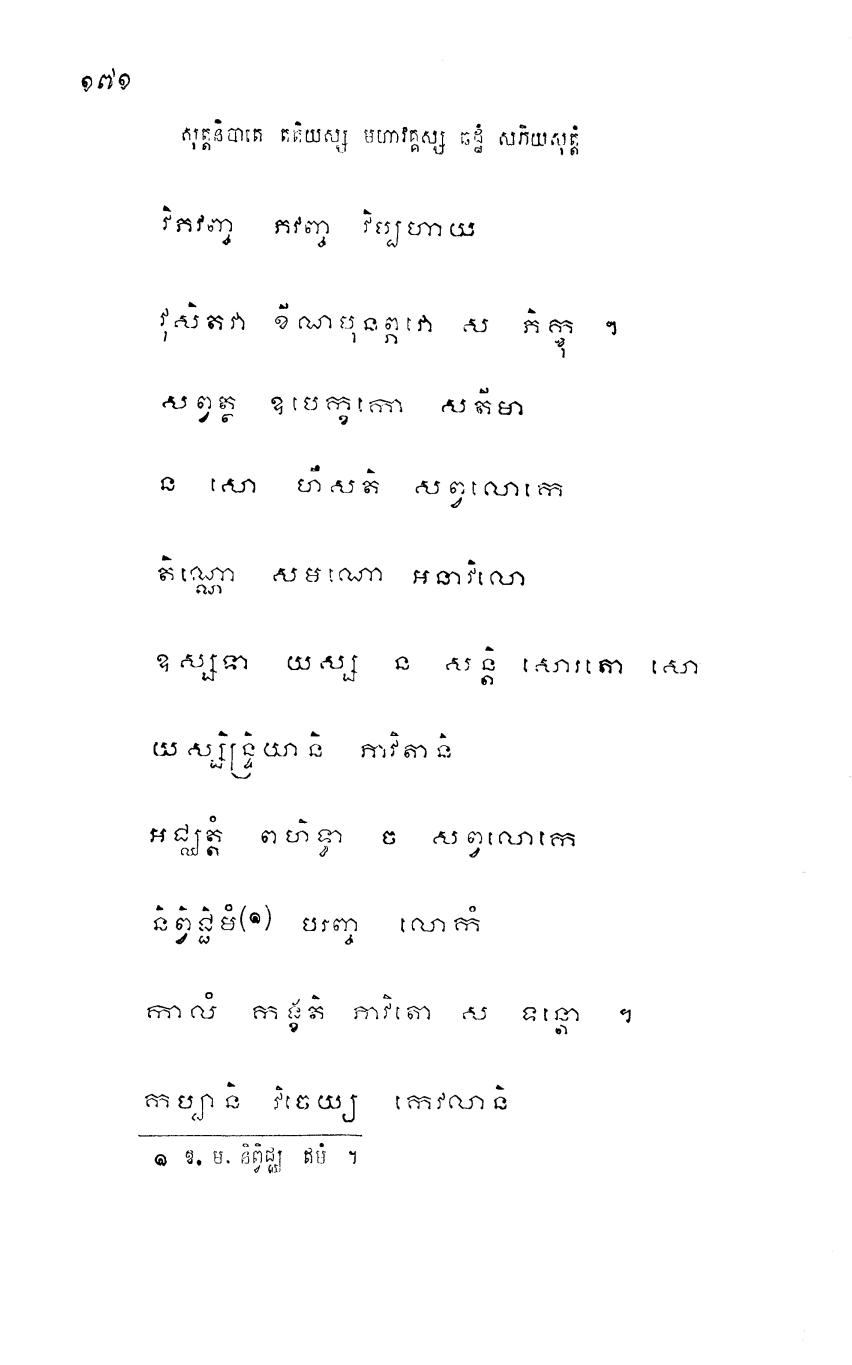 ១៧១
សុត្តនិបាតេ តតិយស្ស មហាវគ្គស្ស ឆដ្ឋំ សភិយសុត្តំ
វិភវញ្ច ភវញ្ច វិប្បហាយ
វុសិតវា ខីណបុនព្ភវោ ស ភិក្ខុ ។
សព្វត្ថ ឧបេក្ខកោ សតីមា
ន សោ ហឹសតិ សព្វលោកេ
តិណ្ណោ សមណោ អនាវិលោ
ឧស្សទា យស្ស ន សន្តិ សោរតោ សោ
យស្សិន្ទ្រិយានិ ភាវិតានិ
អជ្ឈត្តំ ពហិទ្ធា ច សព្វលោកេ
និព្វិជ្ឈិមំ(១) បរញ្ច លោកំ
កាលំ កង្ខតិ ភាវិតោ ស ទន្តោ ។
កប្បានិ វិចេយ្យ កេវលានិ
១ ឱ. ម. និព្វិជ្ឈ ឥមំ ។